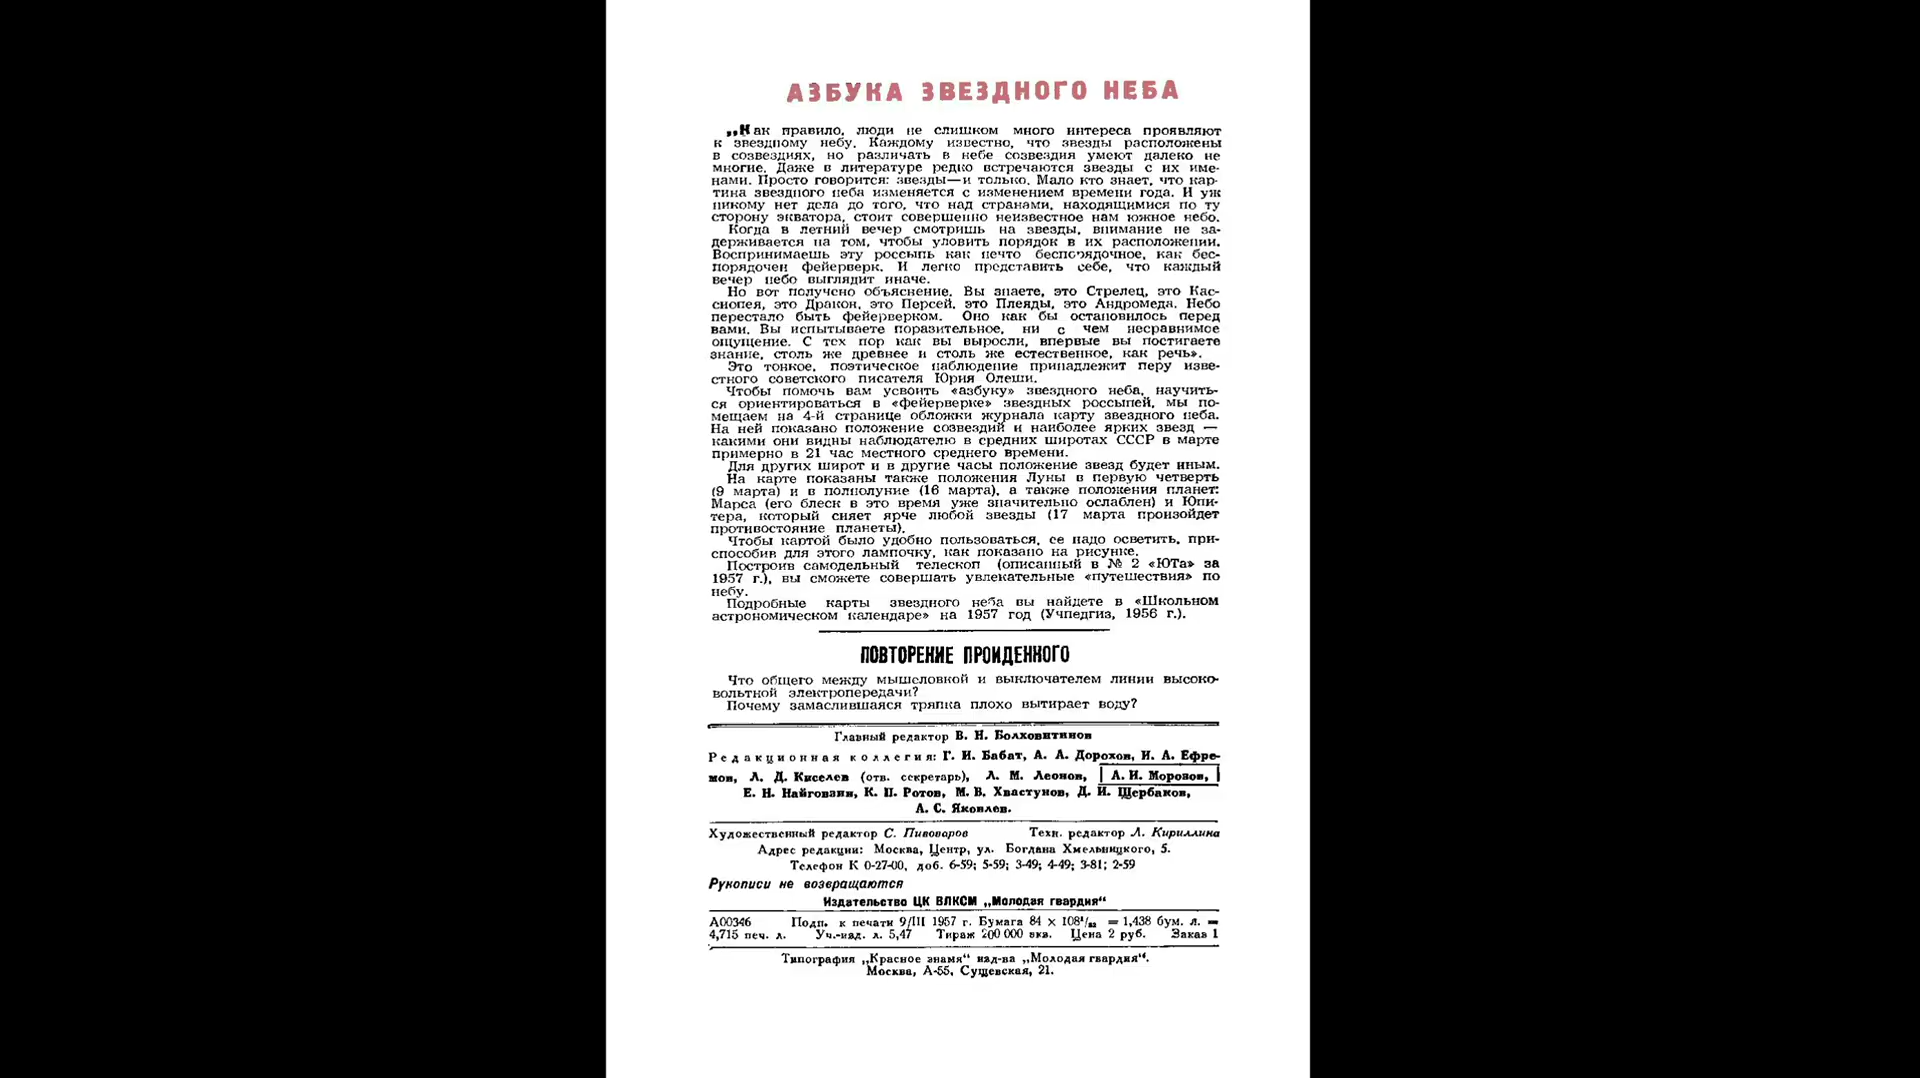 АЗБУКА ЗВЕЗДНОГО НЕБА
„Как правило, люди не слишком много интереса проявляют
к звездному небу. Каждому известно, что звезды расположены
в созвездиях, но различать в небе созвездия умеют далеко не
многие. Даже в литературе редко встречаются звезды с их име-
нами. Просто говорится: звезды—и только. Мало кто знает, что кар-
тина звездного неба изменяется с изменением времени года. И уж
никому нет дела до того, что над странами, находящимися по ту
сторону экватора, стоит совершенно неизвестное нам южное небо.
Когда в летний вечер смотришь на звезды, внимание не за-
держивается на том, чтобы уловить порядок в их расположении.
Воспринимаешь эту россыпь как нечто беспорядочное, как бес-
порядочен фейерверк. И легко представить себе, что каждый
вечер небо выглядит иначе.
Но вот получено объяснение. Вы знаете, это Стрелец, это Кас-
сиопея, это Дракон, это Персей, это Плеяды, это Андромеда. Небо
перестало быть фейерверком. Оно как бы остановилось перед
вами. Вы испытываете поразительное, ни с чем несравнимое
ощущение. С тех пор как вы выросли, впервые вы постигаете
знание, столь же древнее и столь же естественное, как речь».
Это тонкое, поэтическое наблюдение принадлежит перу изве-
стного советского писателя Юрия Олеши.
Чтобы помочь вам усвоить «азбуку» звездного неба, научить-
ся ориентироваться в «фейерверке» звездных россыпей, мы по-
мещаем на 4-й странице обложки журнала карту звездного неба.
На ней показано положение созвездий и наиболее ярких звезд —
какими они видны наблюдателю в средних широтах СССР в марте
примерно в 21 час местного среднего времени.
Для других широт и в другие часы положение звезд будет иным.
На карте показаны также положения Луны в первую четверть
(9 марта) и в полнолуние (16 марта), а также положения планет:
Марса (его блеск в это время уже значительно ослаблен) и Юпи-
тера, который сияет ярче любой звезды (17 марта произойдет
противостояние планеты).
Чтобы картой было удобно пользоваться, ее надо осветить, при-
способив для этого лампочку, как показано на рисунке.
Построив самодельный телескоп (описанный в № 2 «ЮТа» за
1957 г.), вы сможете совершать увлекательные «путешествия» по
небу.
Подробные карты звездного неба вы найдете в «Школьном
астрономическом календаре» на 1957 год (Учпедгиз, 1956 г.).
ПОВТОРЕНИЕ ПРОЙДЕННОГО
Что общего между мышеловкой и выключателем линии высоко-
вольтной электропередачи?
Почему замаслившаяся тряпка плохо вытирает воду?
Главный редактор В. Н. Болховитинов
Редакционная коллегия: Г. И. Бабат, А. А. Дорохов, И. А. Ефре-
мов, Л. Д. Киселев (отв. секретарь), Л. М. Леонов, А. И. Морозов,
Е. Н. Найговзин, К. П. Ротов, М. В. Хвастунов, Д. И. Щербаков,
А. С. Яковлев.
Художественный редактор С. Пивоваров Техн. редактор Л. Кириллина
Адрес редакции: Москва, Центр, ул. Богдана Хмельницкого, 5.
Телефон К 0-27-00, доб. 6-59; 5-59; 3-49; 4-49; 3-81; 2-59
Рукописи не возвращаются
Издательство ЦК ВЛКСМ „Молодая гвардия“
А00346 Подп. к печати 9/III 1957 г. Бумага 84 × 108¹/₃₂ = 1,438 бум. л. =
4,715 печ. л. Уч.-изд. л. 5,47 Тираж 200 000 экз. Цена 2 руб. Заказ 1
Типография „Красное знамя“ изд-ва „Молодая гвардия“.
Москва, А-55, Сущевская, 21.